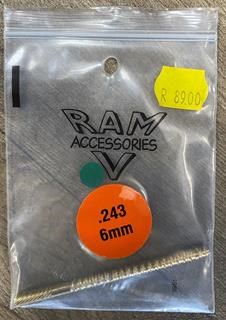 R 89.00
RAM
ACCESSORIES
V
.243
6mm